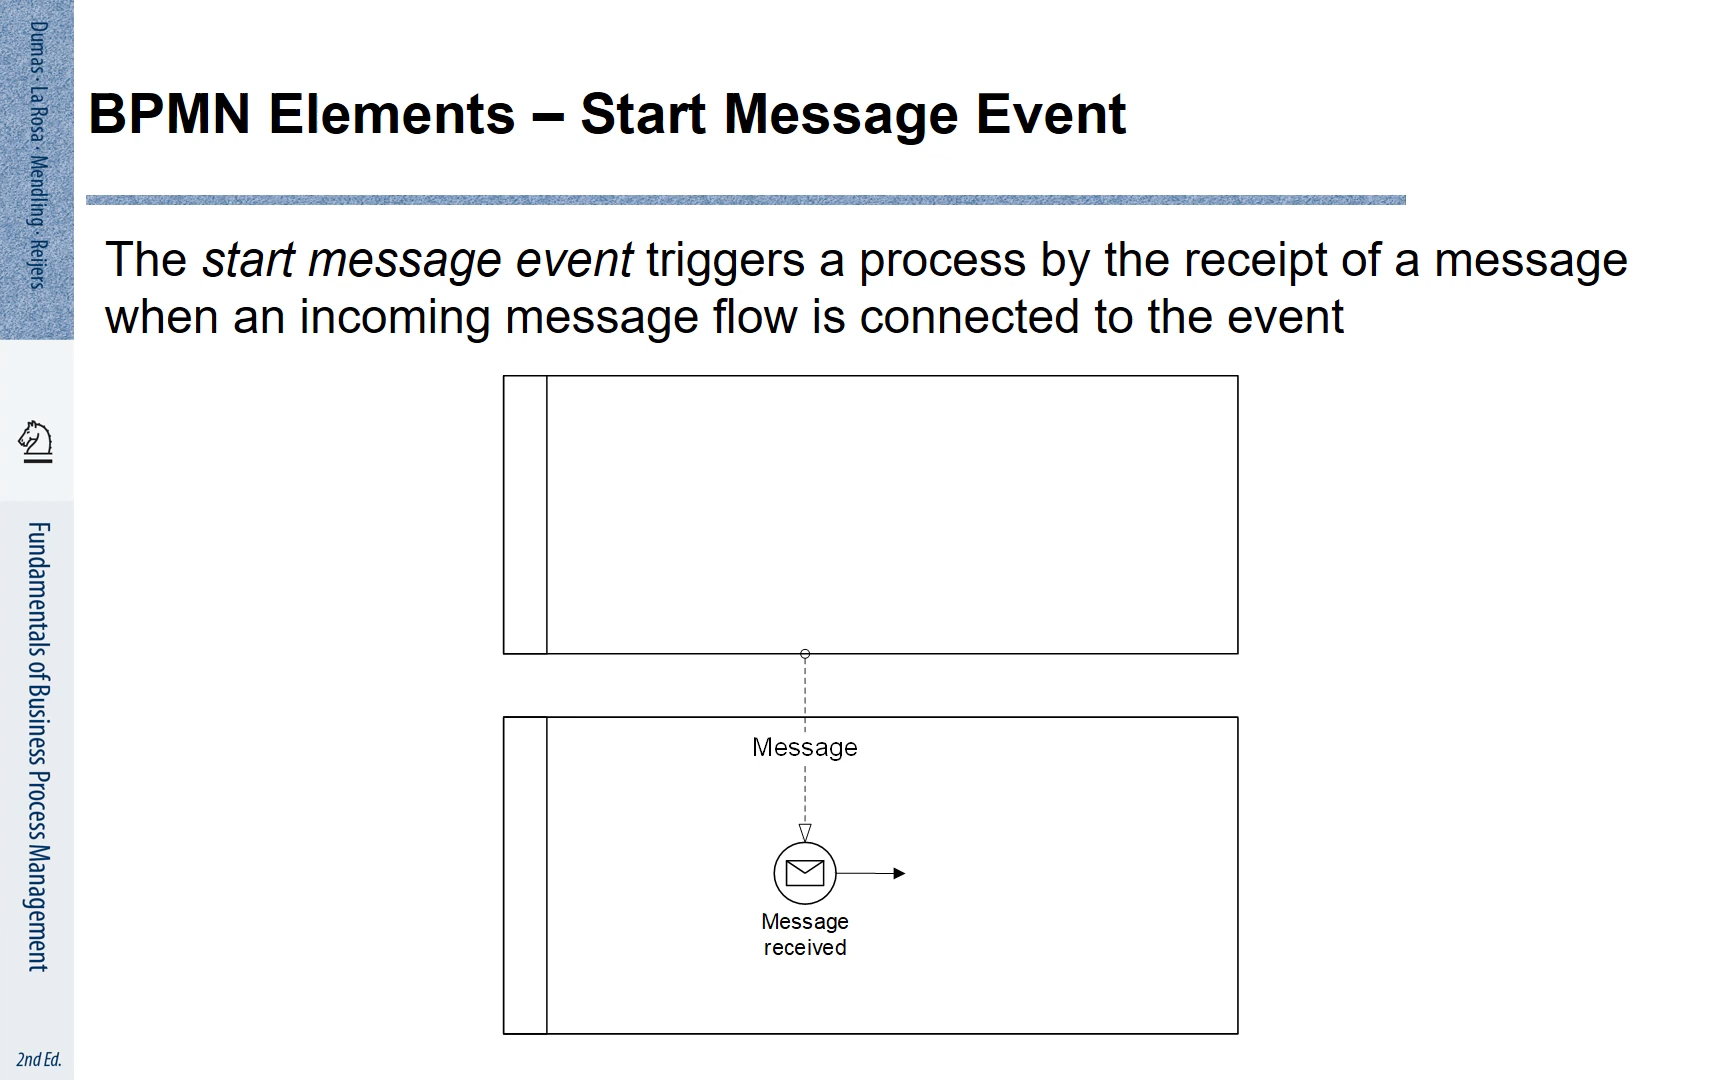 Dumas · La Rosa · Mendling · Reijers
Fundamentals of Business Process Management
2nd Ed.
BPMN Elements – Start Message Event
The start message event triggers a process by the receipt of a message
when an incoming message flow is connected to the event
Message
Message
received